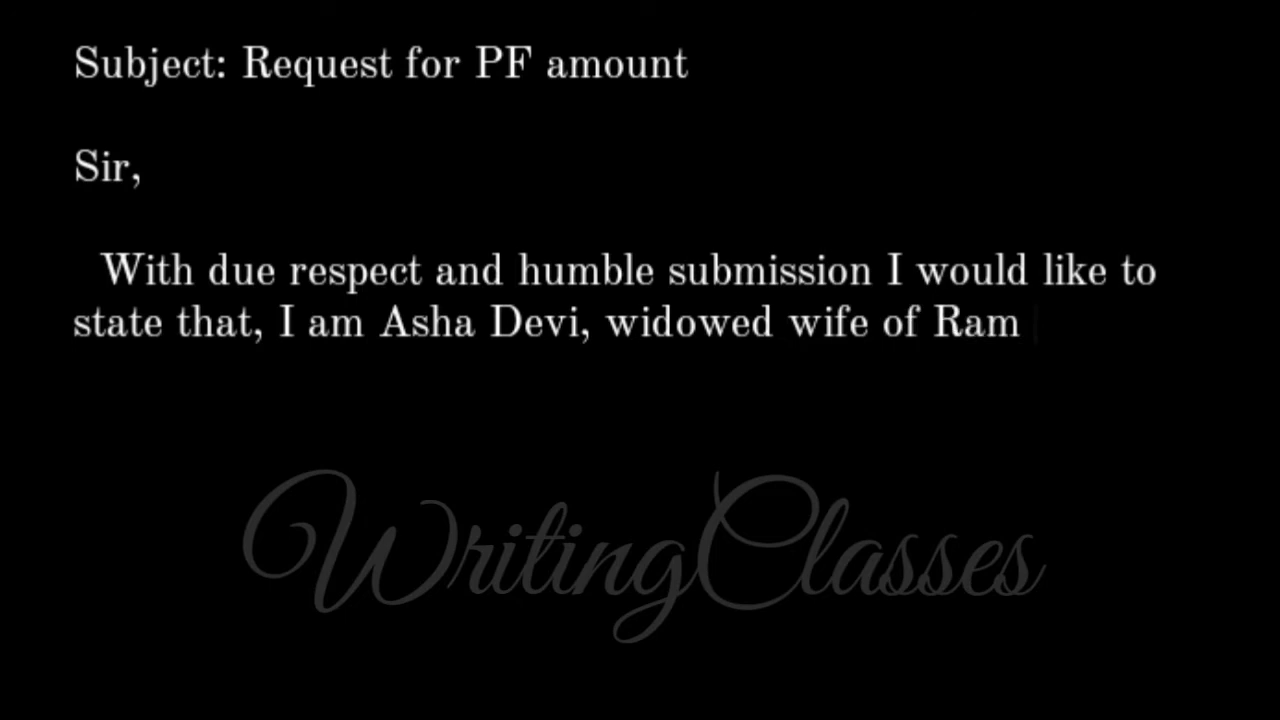 Subject: Request for PF amount
Sir,
With due respect and humble submission I would like to
state that, I am Asha Devi, widowed wife of Ram
WritingClasses